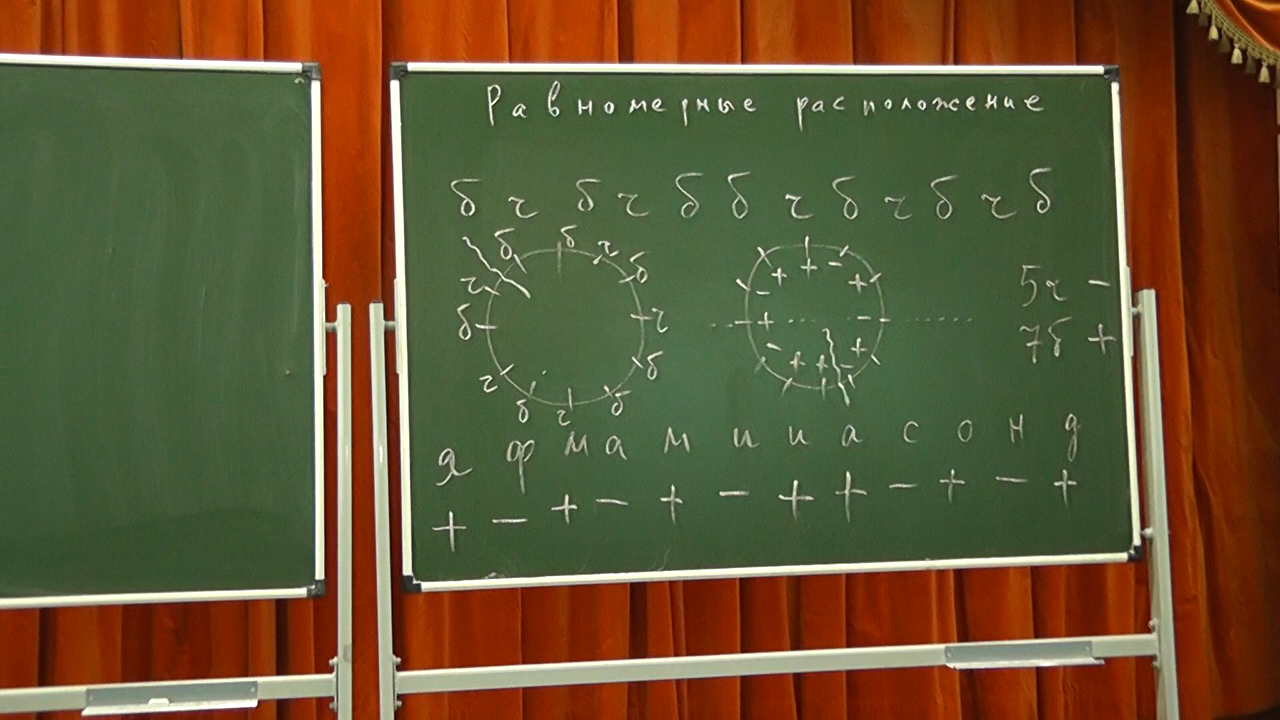 Равномерные расположение
б ч б ч б б ч б ч б ч б
б б ч б ч б б ч б ч б ч
+ - + - + + + - + - + -
5ч -
7б +
я ф м а м и и а с о н д
+ - + - + - + + - + - +